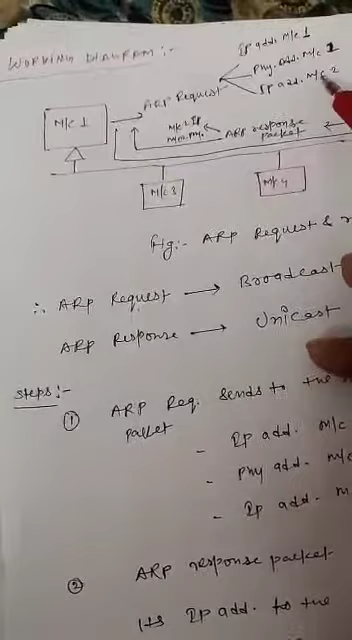 WORKING DIAGRAM :-
IP add. M/c 1
Phy. Add. M/c 1
IP add. M/c 2
ARP Request
M/c 1
M/c 2 IP
ARP response
packet
M/c 3
M/c 4
Fig:- ARP Request &
∴ ARP Request → Broadcast
ARP Response → Unicast
Steps :-
① ARP Req. sends to the
packet
- IP add. M/c
- Phy add. M/c
- IP add. M
② ARP response packet
its IP add. to the